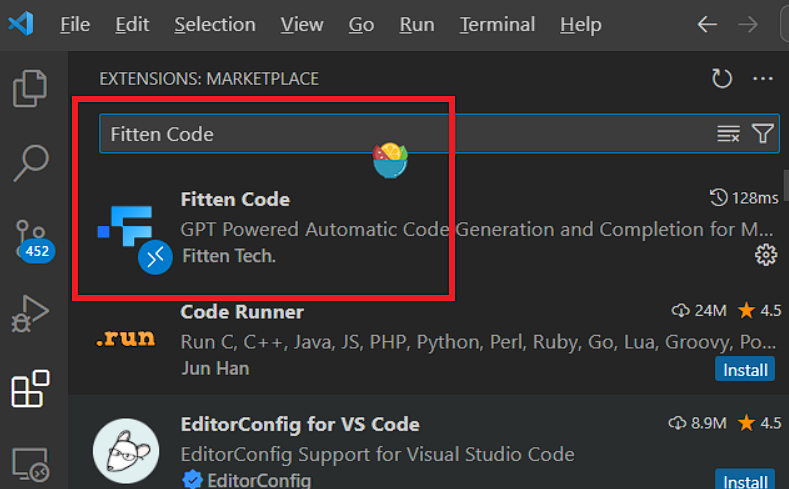 File Edit Selection View Go Run Terminal Help
EXTENSIONS: MARKETPLACE
Fitten Code
Fitten Code 128ms
GPT Powered Automatic Code Generation and Completion for M...
Fitten Tech.
452
Code Runner 24M 4.5
.run
Run C, C++, Java, JS, PHP, Python, Perl, Ruby, Go, Lua, Groovy, Po...
Jun Han Install
EditorConfig for VS Code 8.9M 4.5
EditorConfig Support for Visual Studio Code
EditorConfig Install